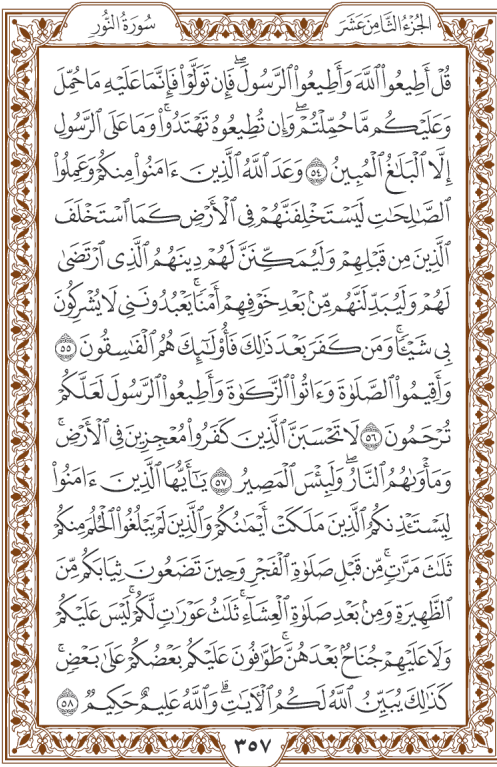 الجُزْءُ الثَّامِنَ عَشَرَ
سُورَةُ النُّور
قُلْ أَطِيعُواْ ٱللَّهَ وَأَطِيعُواْ ٱلرَّسُولَۖ فَإِن تَوَلَّوْاْ فَإِنَّمَا عَلَيْهِ مَا حُمِّلَ
وَعَلَيْكُم مَّا حُمِّلْتُمْۖ وَإِن تُطِيعُوهُ تَهْتَدُواْۚ وَمَا عَلَى ٱلرَّسُولِ
إِلَّا ٱلْبَلَٰغُ ٱلْمُبِينُ ٥٤ وَعَدَ ٱللَّهُ ٱلَّذِينَ ءَامَنُواْ مِنكُمْ وَعَمِلُواْ
ٱلصَّٰلِحَٰتِ لَيَسْتَخْلِفَنَّهُمْ فِى ٱلْأَرْضِ كَمَا ٱسْتَخْلَفَ
ٱلَّذِينَ مِن قَبْلِهِمْ وَلَيُمَكِّنَنَّ لَهُمْ دِينَهُمُ ٱلَّذِى ٱرْتَضَىٰ
لَهُمْ وَلَيُبَدِّلَنَّهُم مِّنۢ بَعْدِ خَوْفِهِمْ أَمْنًاۚ يَعْبُدُونَنِى لَا يُشْرِكُونَ
بِى شَيْـًٔاۚ وَمَن كَفَرَ بَعْدَ ذَٰلِكَ فَأُوْلَٰٓئِكَ هُمُ ٱلْفَٰسِقُونَ ٥٥
وَأَقِيمُواْ ٱلصَّلَوٰةَ وَءَاتُواْ ٱلزَّكَوٰةَ وَأَطِيعُواْ ٱلرَّسُولَ لَعَلَّكُمْ
تُرْحَمُونَ ٥٦ لَا تَحْسَبَنَّ ٱلَّذِينَ كَفَرُواْ مُعْجِزِينَ فِى ٱلْأَرْضِۚ
وَمَأْوَىٰهُمُ ٱلنَّارُۖ وَلَبِئْسَ ٱلْمَصِيرُ ٥٧ يَٰٓأَيُّهَا ٱلَّذِينَ ءَامَنُواْ
لِيَسْتَـْٔذِنكُمُ ٱلَّذِينَ مَلَكَتْ أَيْمَٰنُكُمْ وَٱلَّذِينَ لَمْ يَبْلُغُواْ ٱلْحُلُمَ مِنكُمْ
ثَلَٰثَ مَرَّٰتٍۚ مِّن قَبْلِ صَلَوٰةِ ٱلْفَجْرِ وَحِينَ تَضَعُونَ ثِيَابَكُم مِّنَ
ٱلظَّهِيرَةِ وَمِنۢ بَعْدِ صَلَوٰةِ ٱلْعِشَآءِۚ ثَلَٰثُ عَوْرَٰتٍ لَّكُمْۚ لَيْسَ عَلَيْكُمْ
وَلَا عَلَيْهِمْ جُنَاحٌۢ بَعْدَهُنَّۚ طَوَّٰفُونَ عَلَيْكُم بَعْضُكُمْ عَلَىٰ بَعْضٍۚ
كَذَٰلِكَ يُبَيِّنُ ٱللَّهُ لَكُمُ ٱلْأَيَٰتِۗ وَٱللَّهُ عَلِيمٌ حَكِيمٌ ٥٨
٣٥٧